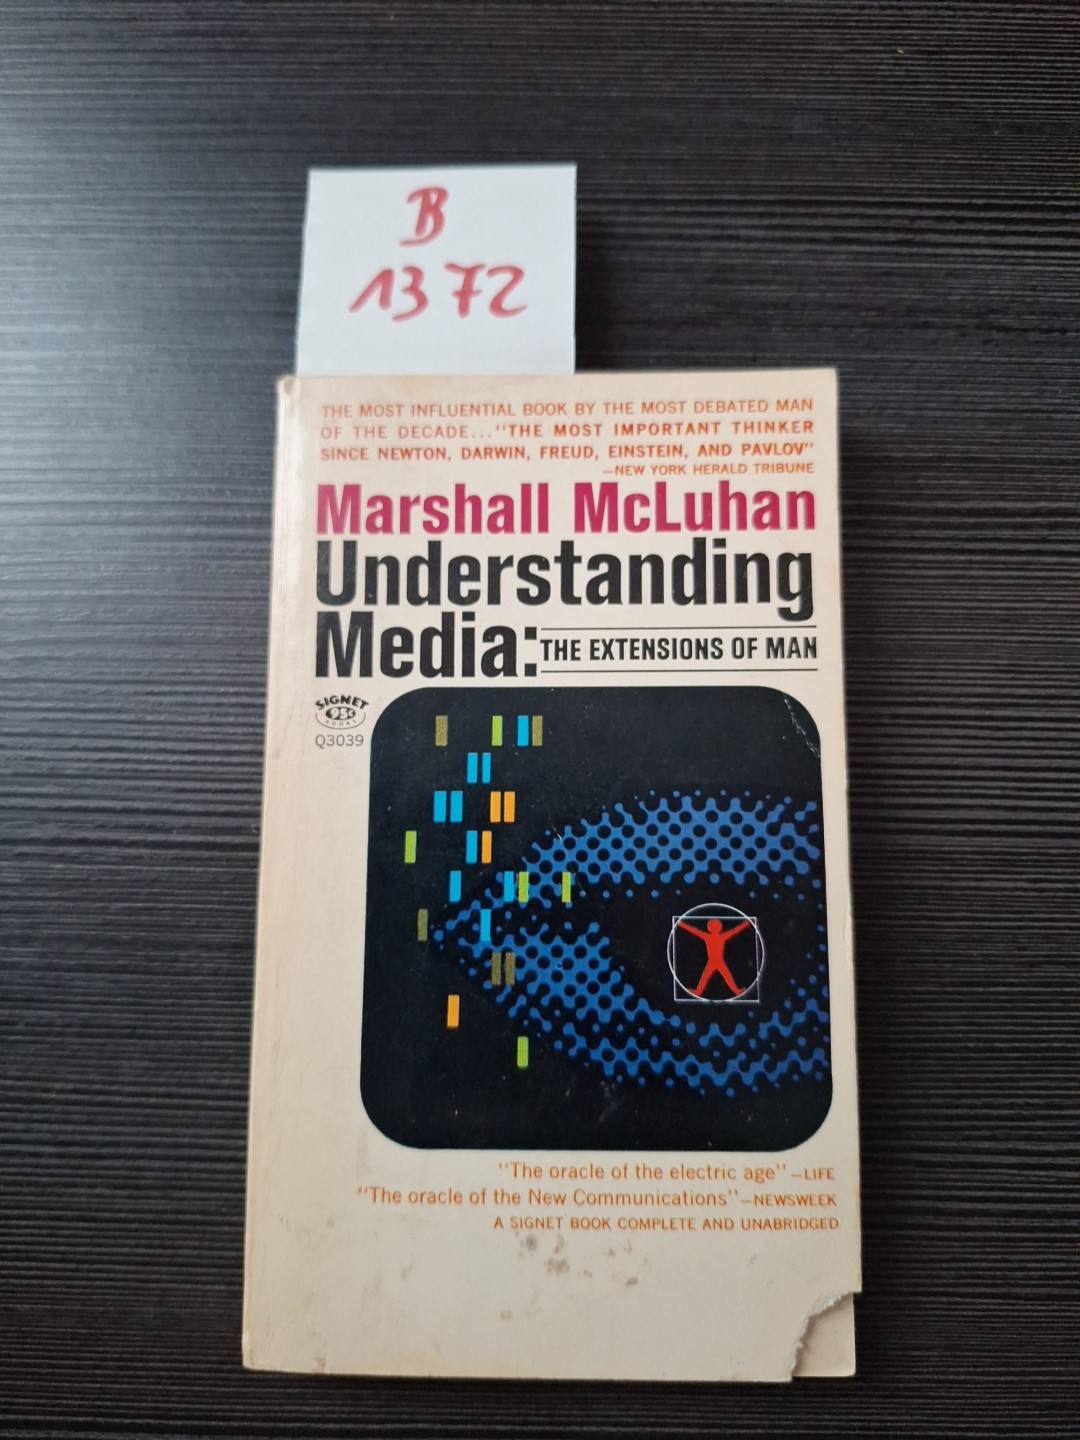 B
1372
THE MOST INFLUENTIAL BOOK BY THE MOST DEBATED MAN
OF THE DECADE..."THE MOST IMPORTANT THINKER
SINCE NEWTON, DARWIN, FREUD, EINSTEIN, AND PAVLOV"
—NEW YORK HERALD TRIBUNE
Marshall McLuhan
Understanding
Media: THE EXTENSIONS OF MAN
SIGNET
95c
BOOKS
Q3039
"The oracle of the electric age" —LIFE
"The oracle of the New Communications"—NEWSWEEK
A SIGNET BOOK COMPLETE AND UNABRIDGED